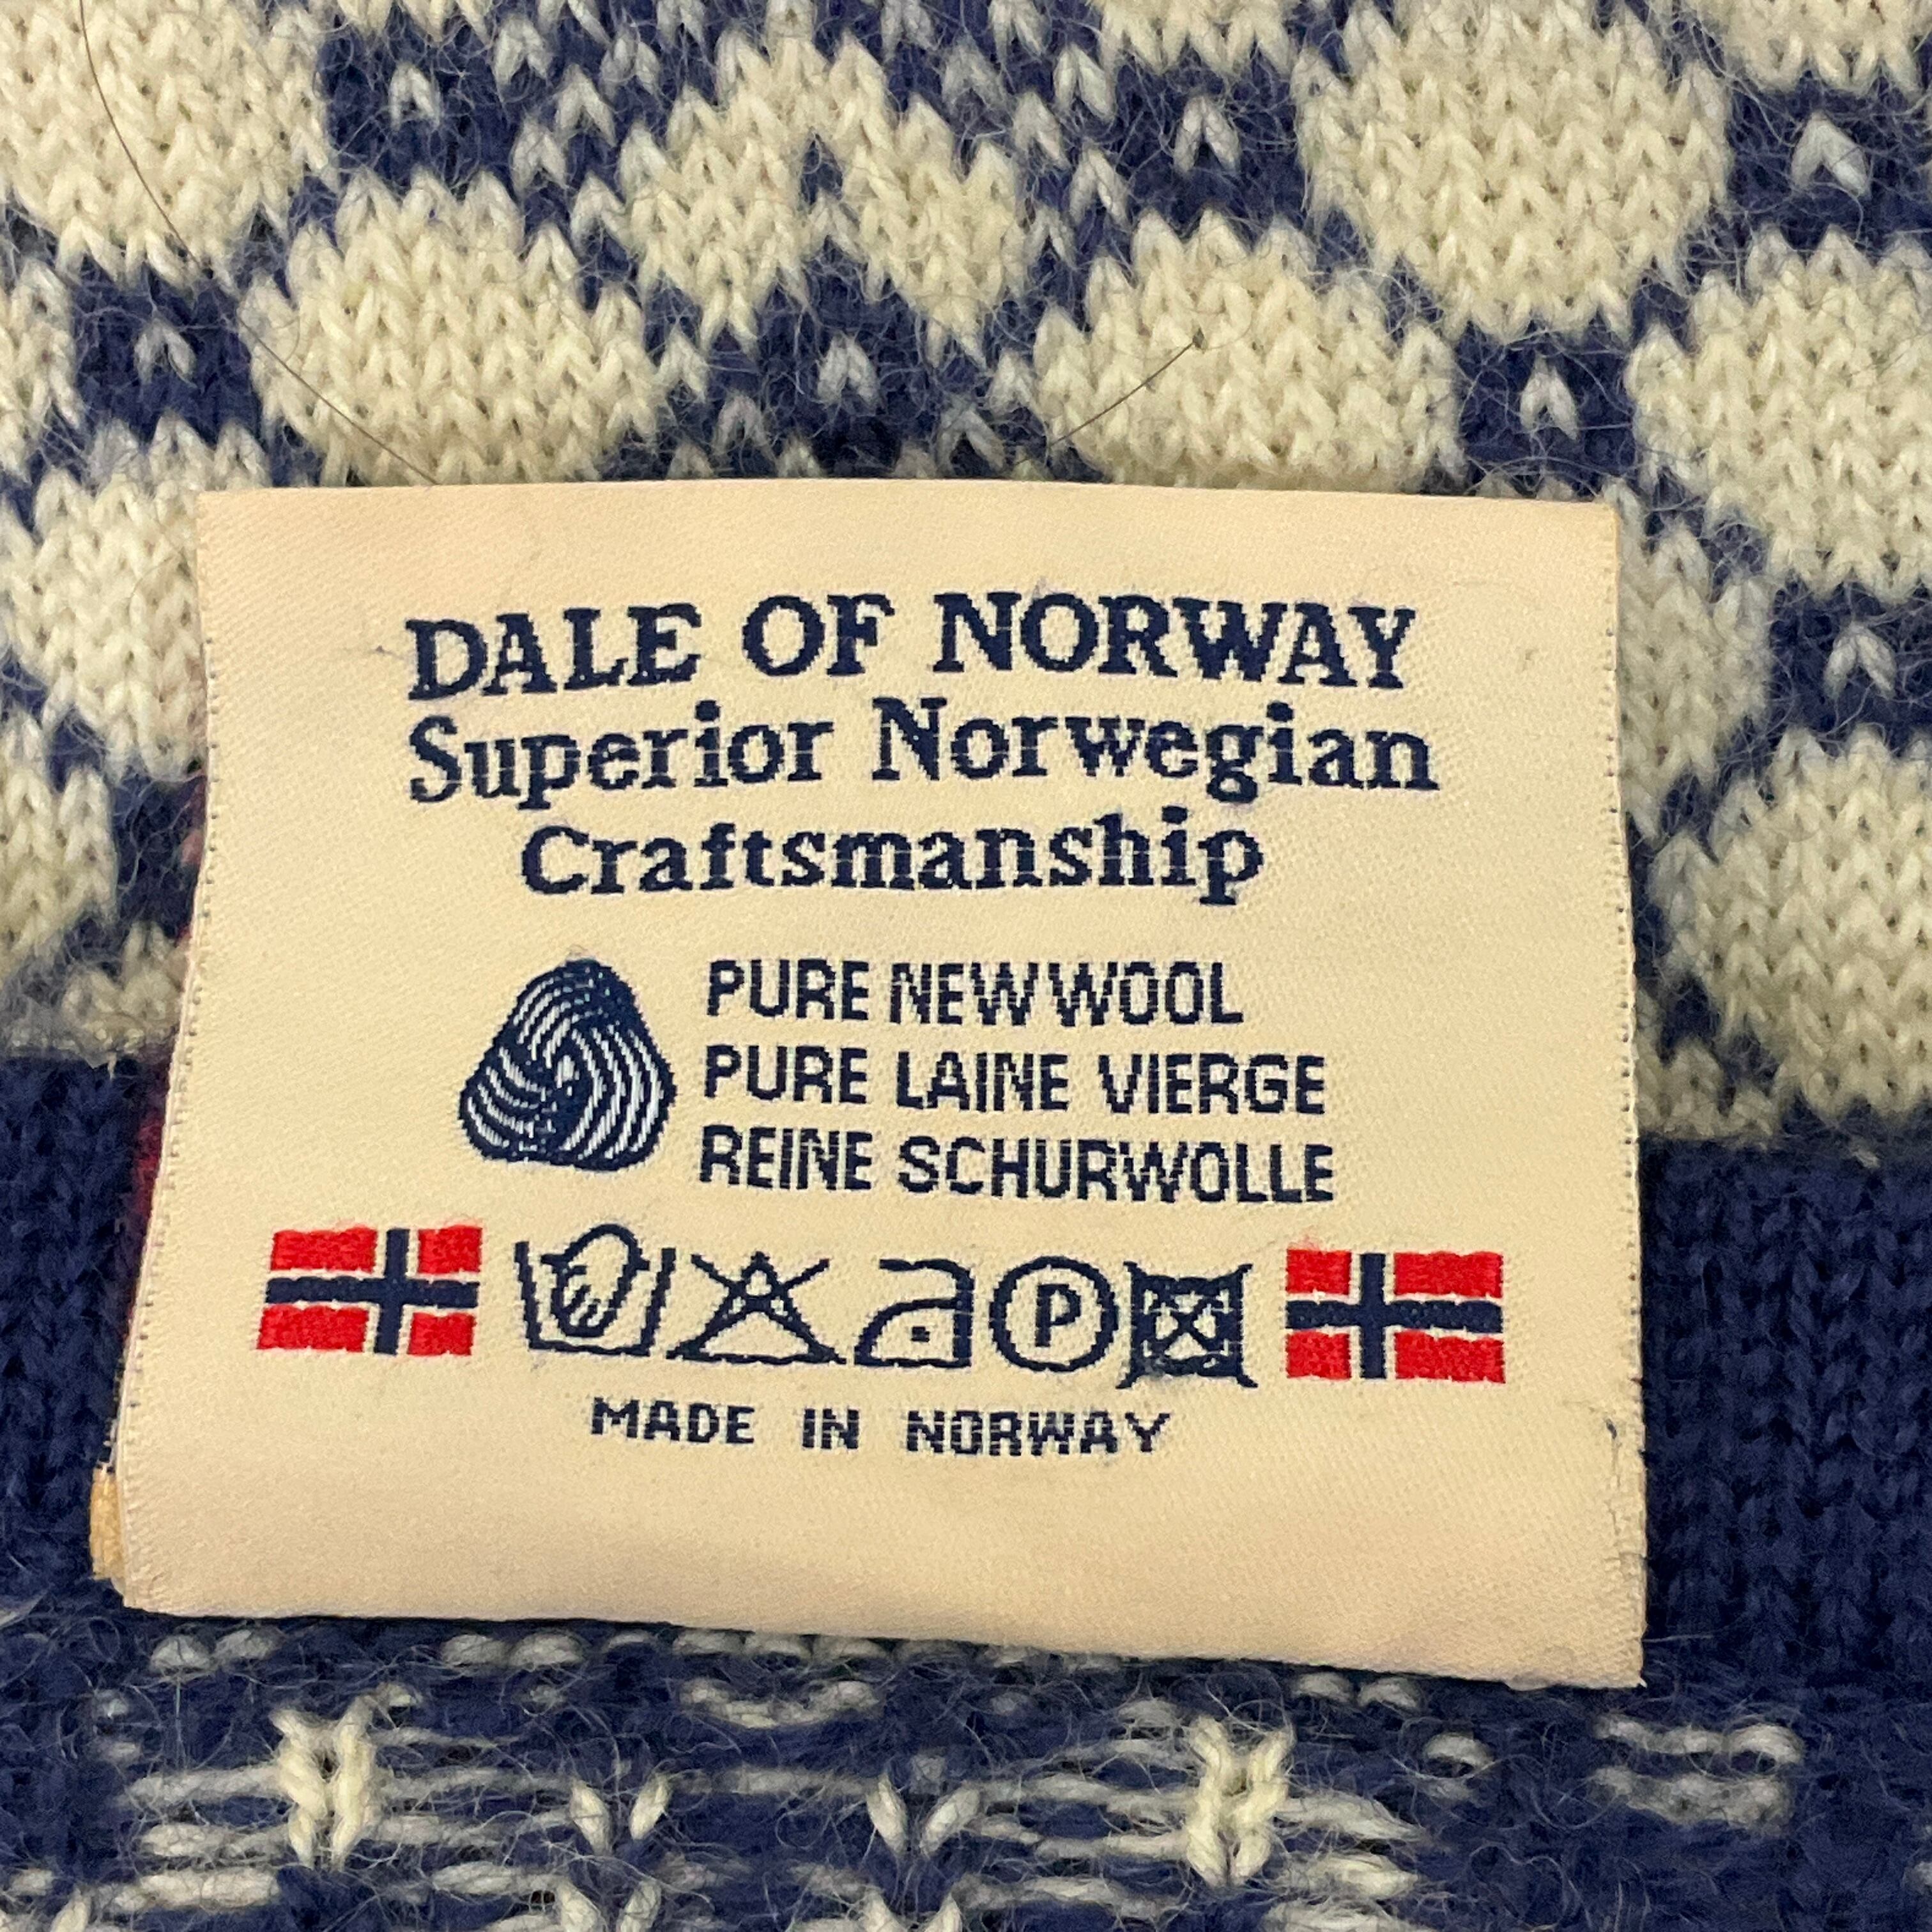 DALE OF NORWAY
Superior Norwegian
Craftsmanship
PURE NEW WOOL
PURE LAINE VIERGE
REINE SCHURWOLLE
P
MADE IN NORWAY